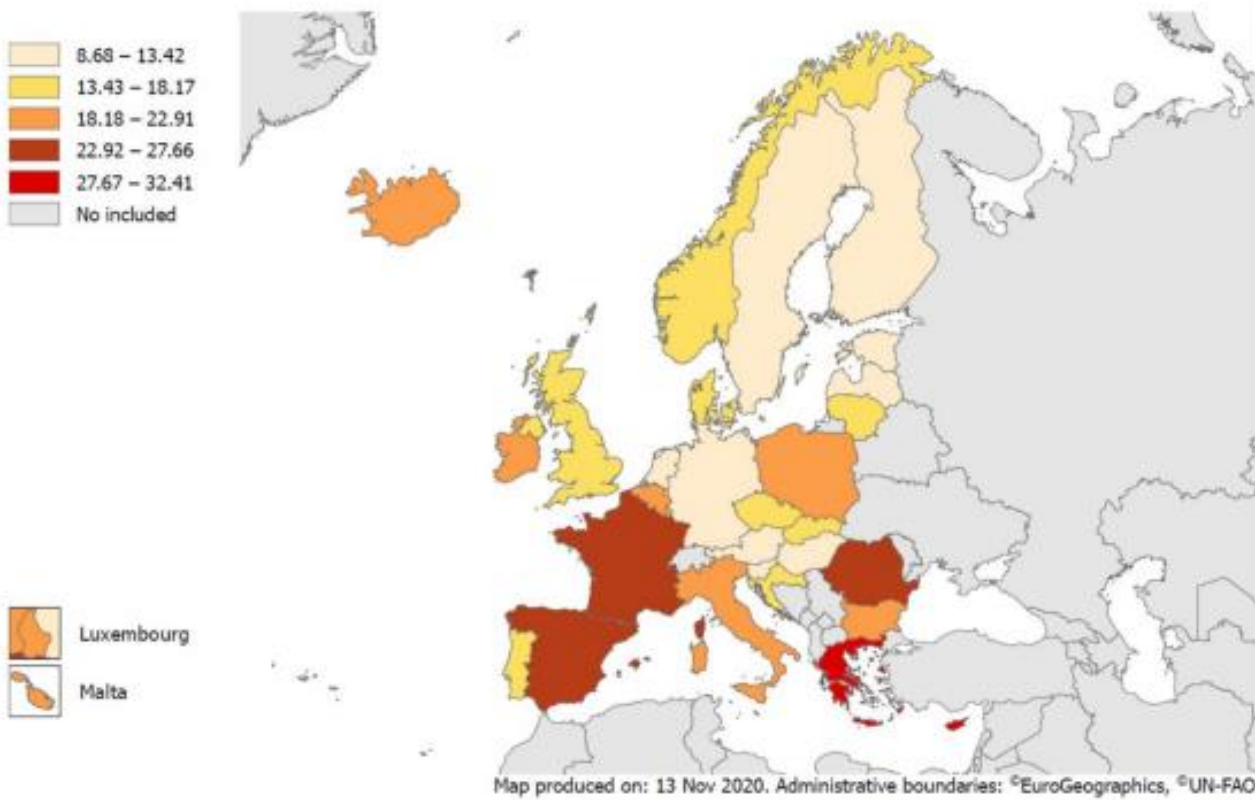 8.68 – 13.42
13.43 – 18.17
18.18 – 22.91
22.92 – 27.66
27.67 – 32.41
No included
Luxembourg
Malta
Map produced on: 13 Nov 2020. Administrative boundaries: ©EuroGeographics, ©UN-FAO